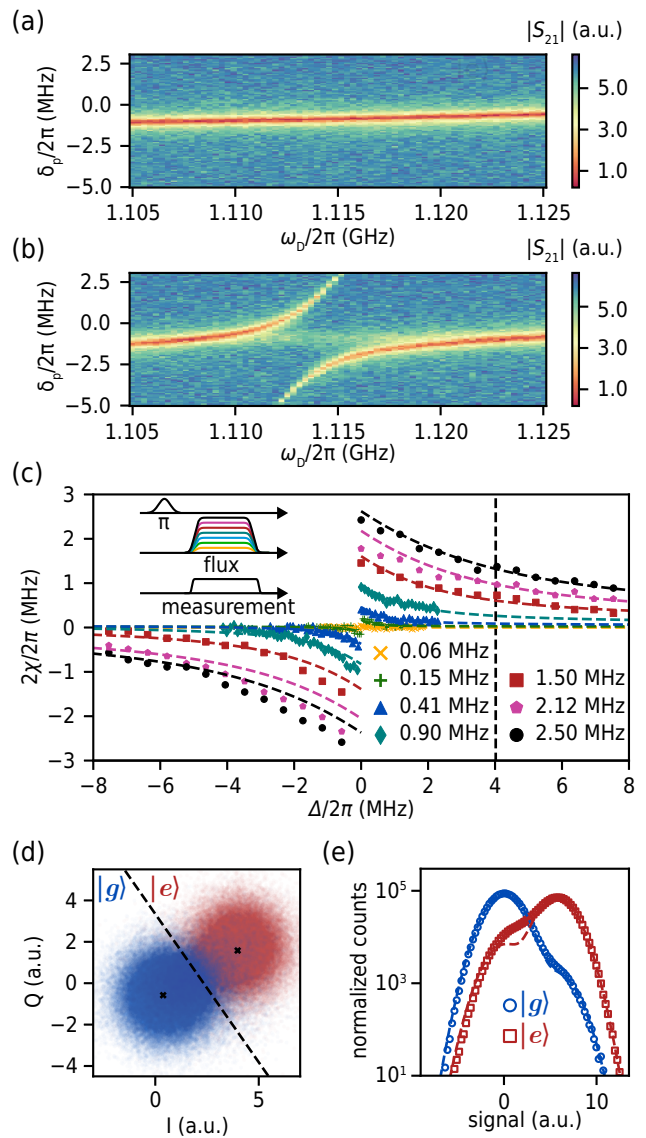 (a)
|S21| (a.u.)
2.5
0.0
−2.5
−5.0
δp/2π (MHz)
5.0
3.0
1.0
1.105
1.110
1.115
1.120
1.125
ωD/2π (GHz)
(b)
|S21| (a.u.)
2.5
0.0
−2.5
−5.0
δp/2π (MHz)
5.0
3.0
1.0
1.105
1.110
1.115
1.120
1.125
ωD/2π (GHz)
(c)
3
2
1
0
−1
−2
−3
2χ/2π (MHz)
π
flux
measurement
0.06 MHz
0.15 MHz
0.41 MHz
0.90 MHz
1.50 MHz
2.12 MHz
2.50 MHz
−8
−6
−4
−2
0
2
4
6
8
Δ/2π (MHz)
(d)
|g⟩
|e⟩
4
2
0
−2
−4
Q (a.u.)
0
5
I (a.u.)
(e)
10⁵
10³
10¹
normalized counts
|g⟩
|e⟩
0
10
signal (a.u.)